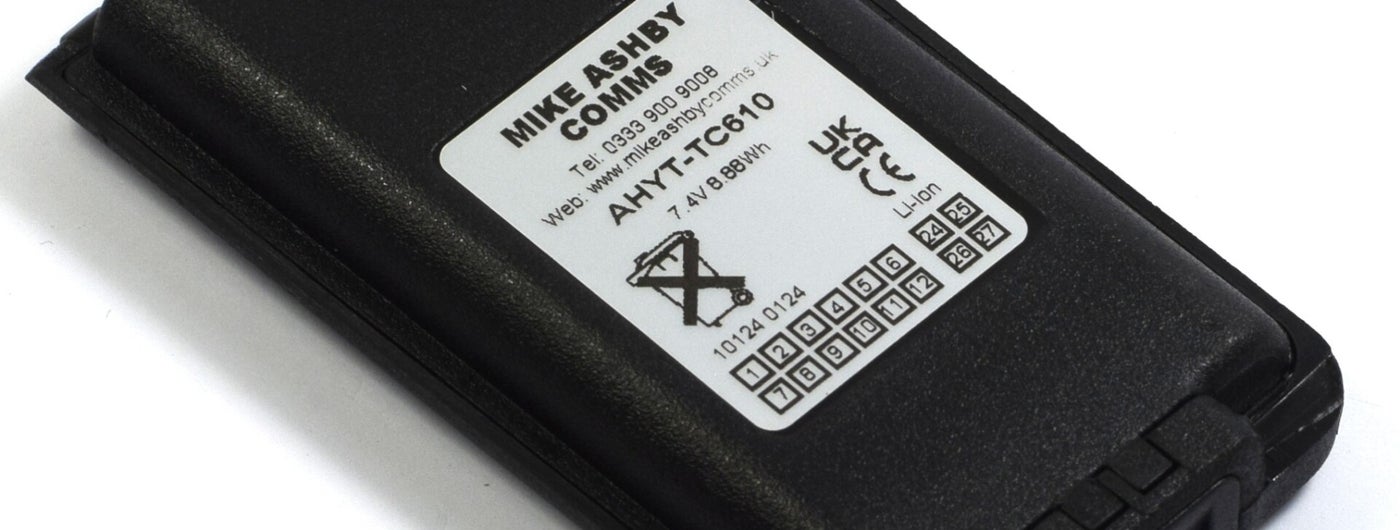 MIKE ASHBY
COMMS
Tel: 0333 900 9008
Web: www.mikeashbycomms.uk
AHYT-TC610
7.4V 8.88Wh
UK
CA
CE
Li-Ion
10124 0124
1 2 3 4 5 6 24 25
7 8 9 10 11 12 26 27